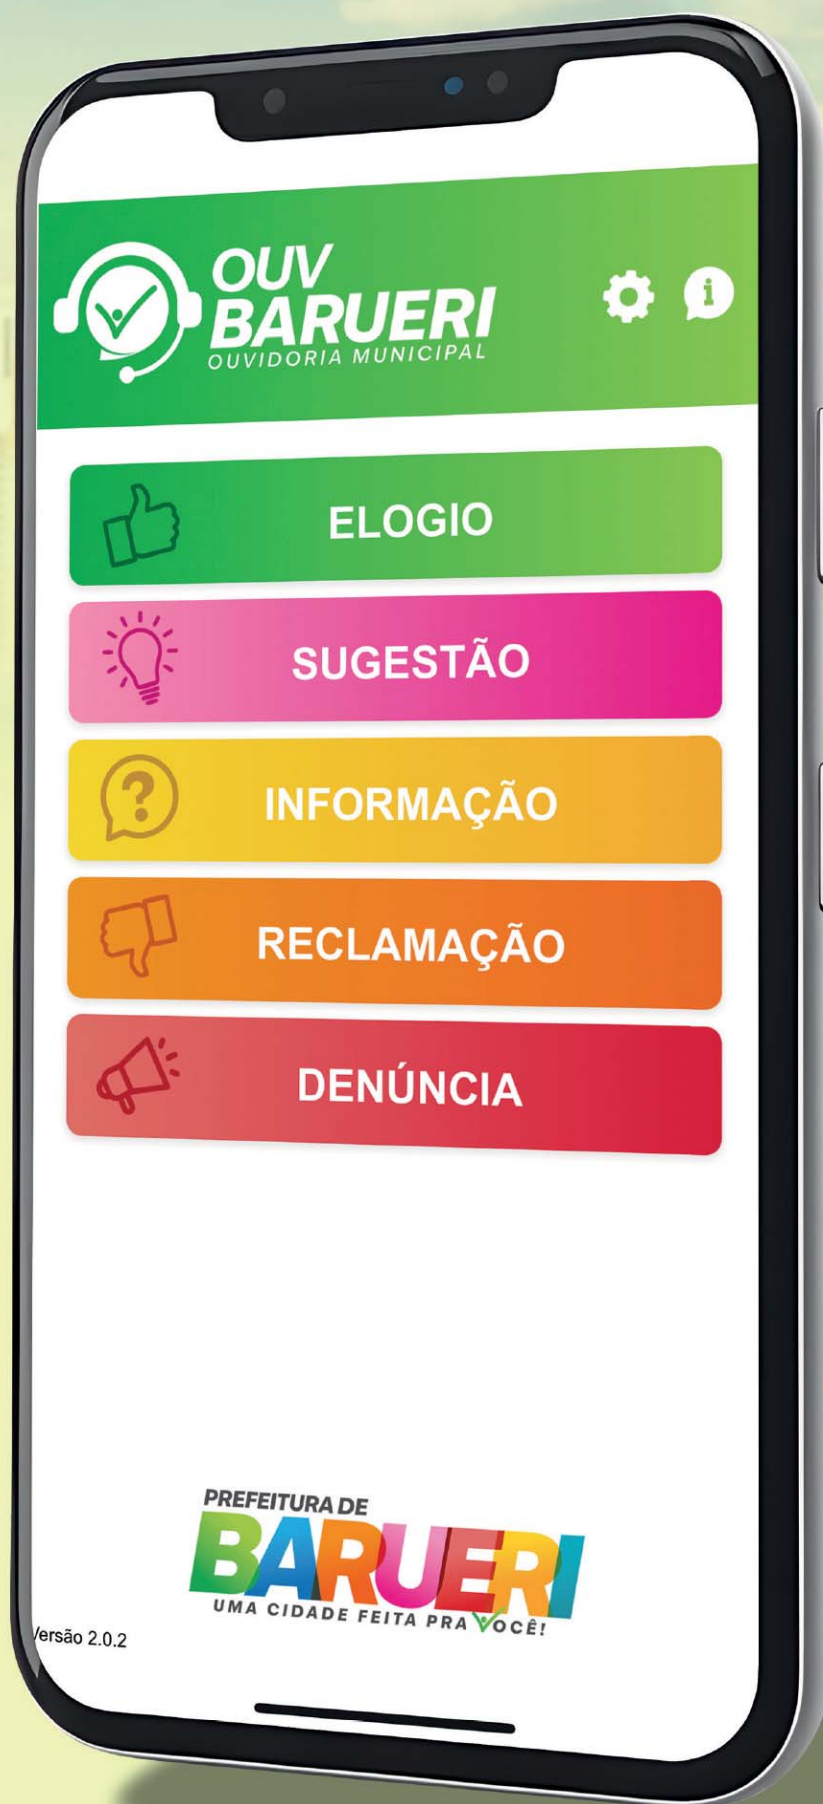 OUV
BARUERI
OUVIDORIA MUNICIPAL
ELOGIO
SUGESTÃO
INFORMAÇÃO
RECLAMAÇÃO
DENÚNCIA
PREFEITURA DE
BARUERI
UMA CIDADE FEITA PRA VOCÊ!
Versão 2.0.2